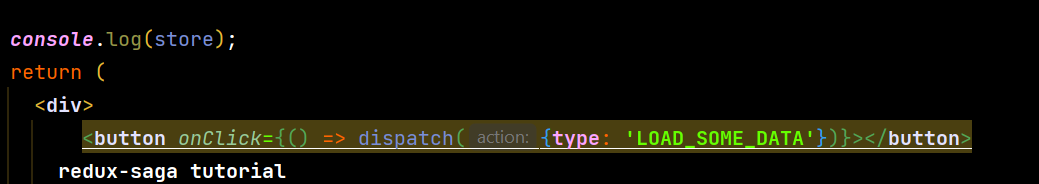 console.log(store);
return (
<div>
<button onClick={() => dispatch( action: {type: 'LOAD_SOME_DATA'})}></button>
redux-saga tutorial